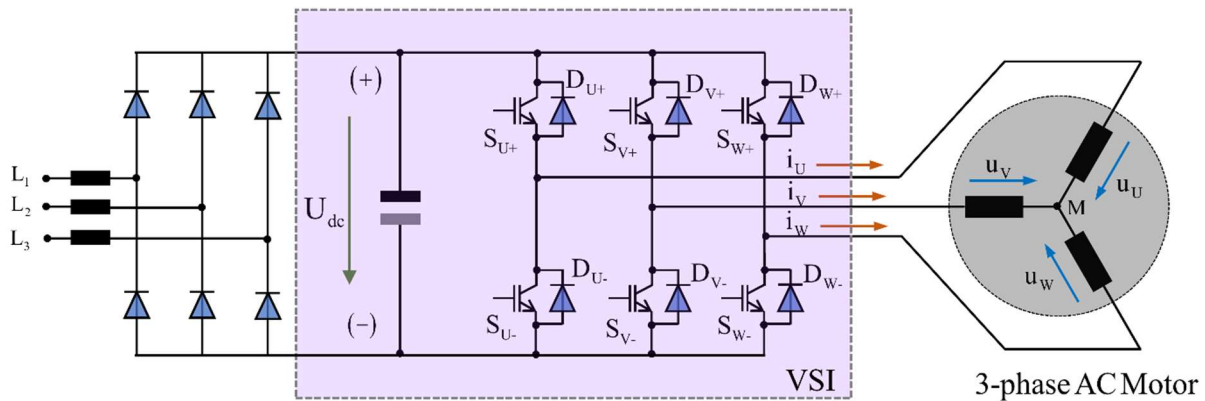 L1
L2
L3
(+)
Udc
(−)
DU+
SU+
DV+
SV+
DW+
SW+
iU
iV
iW
DU-
SU-
DV-
SV-
DW-
SW-
VSI
uV
uU
M
uW
3-phase AC Motor